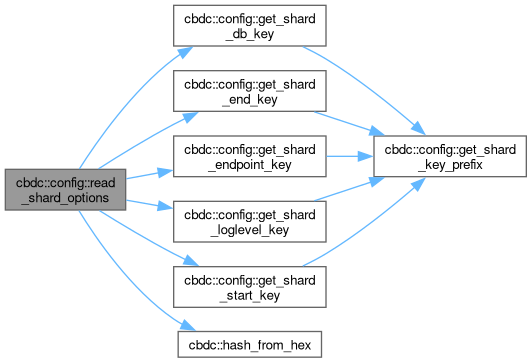 cbdc::config::read
_shard_options
cbdc::config::get_shard
_db_key
cbdc::config::get_shard
_end_key
cbdc::config::get_shard
_endpoint_key
cbdc::config::get_shard
_loglevel_key
cbdc::config::get_shard
_start_key
cbdc::hash_from_hex
cbdc::config::get_shard
_key_prefix